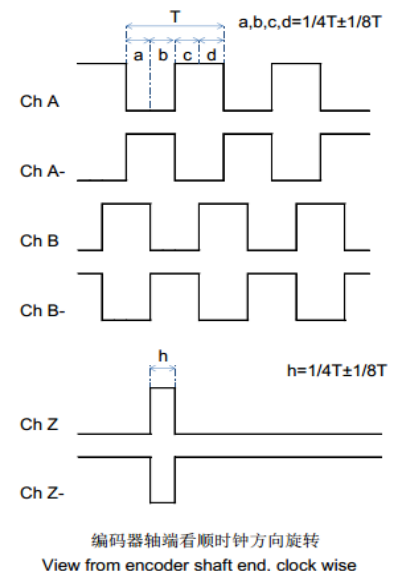 T
a,b,c,d=1/4T±1/8T
a b c d
Ch A
Ch A-
Ch B
Ch B-
h
h=1/4T±1/8T
Ch Z
Ch Z-
编码器轴端看顺时钟方向旋转
View from encoder shaft end, clock wise